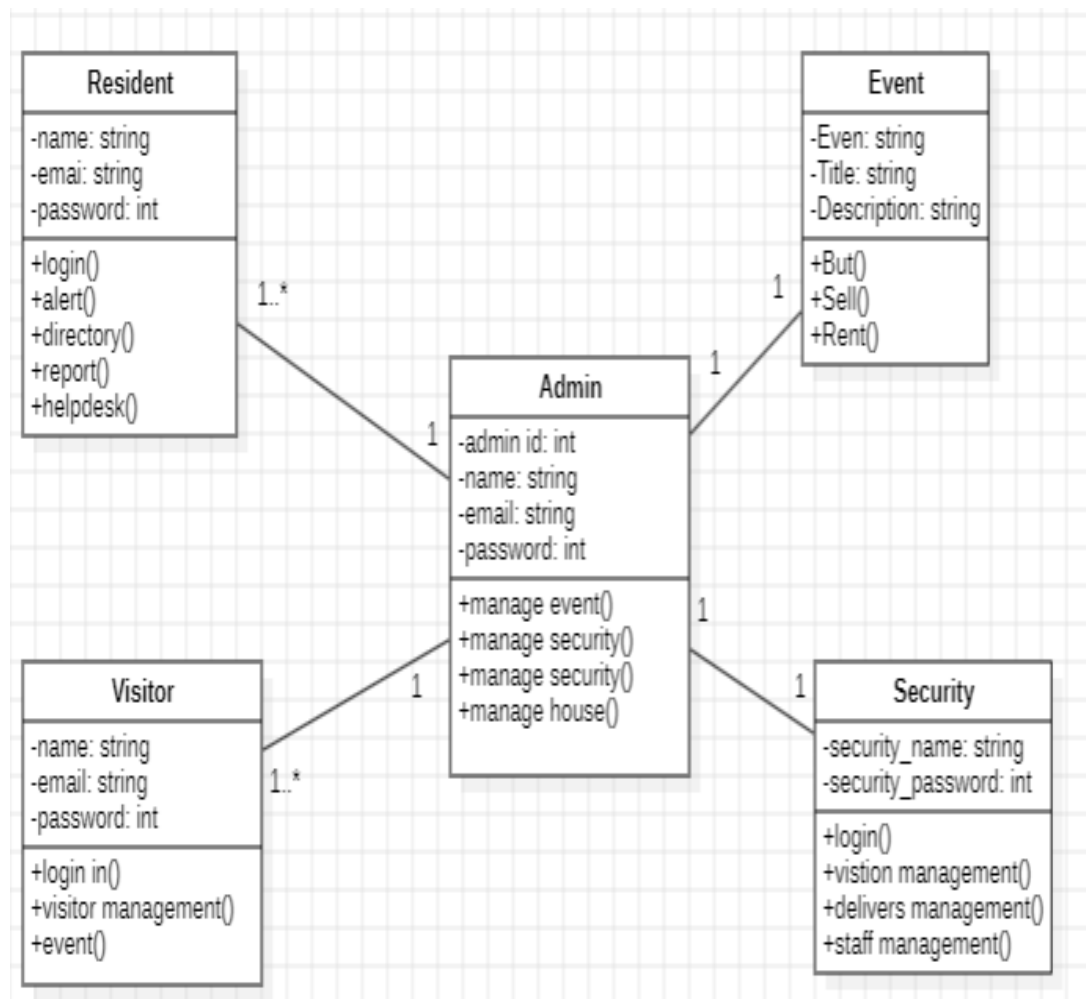 Resident
-name: string
-emai: string
-password: int
+login()
+alert()
+directory()
+report()
+helpdesk()
1..*
1
Event
-Even: string
-Title: string
-Description: string
+But()
+Sell()
+Rent()
1
1
Admin
-admin id: int
-name: string
-email: string
-password: int
+manage event()
+manage security()
+manage security()
+manage house()
1
1
Visitor
-name: string
-email: string
-password: int
+login in()
+visitor management()
+event()
1..*
1
Security
-security_name: string
-security_password: int
+login()
+vistion management()
+delivers management()
+staff management()